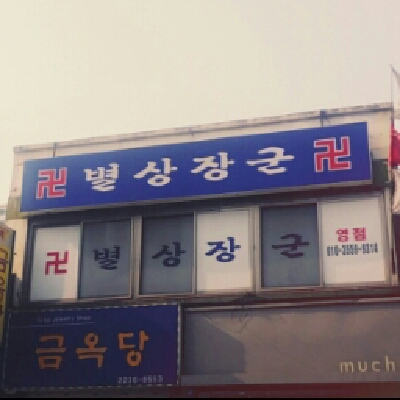 卍 별상장군 卍
卍 별상장군 영점
금옥당
much